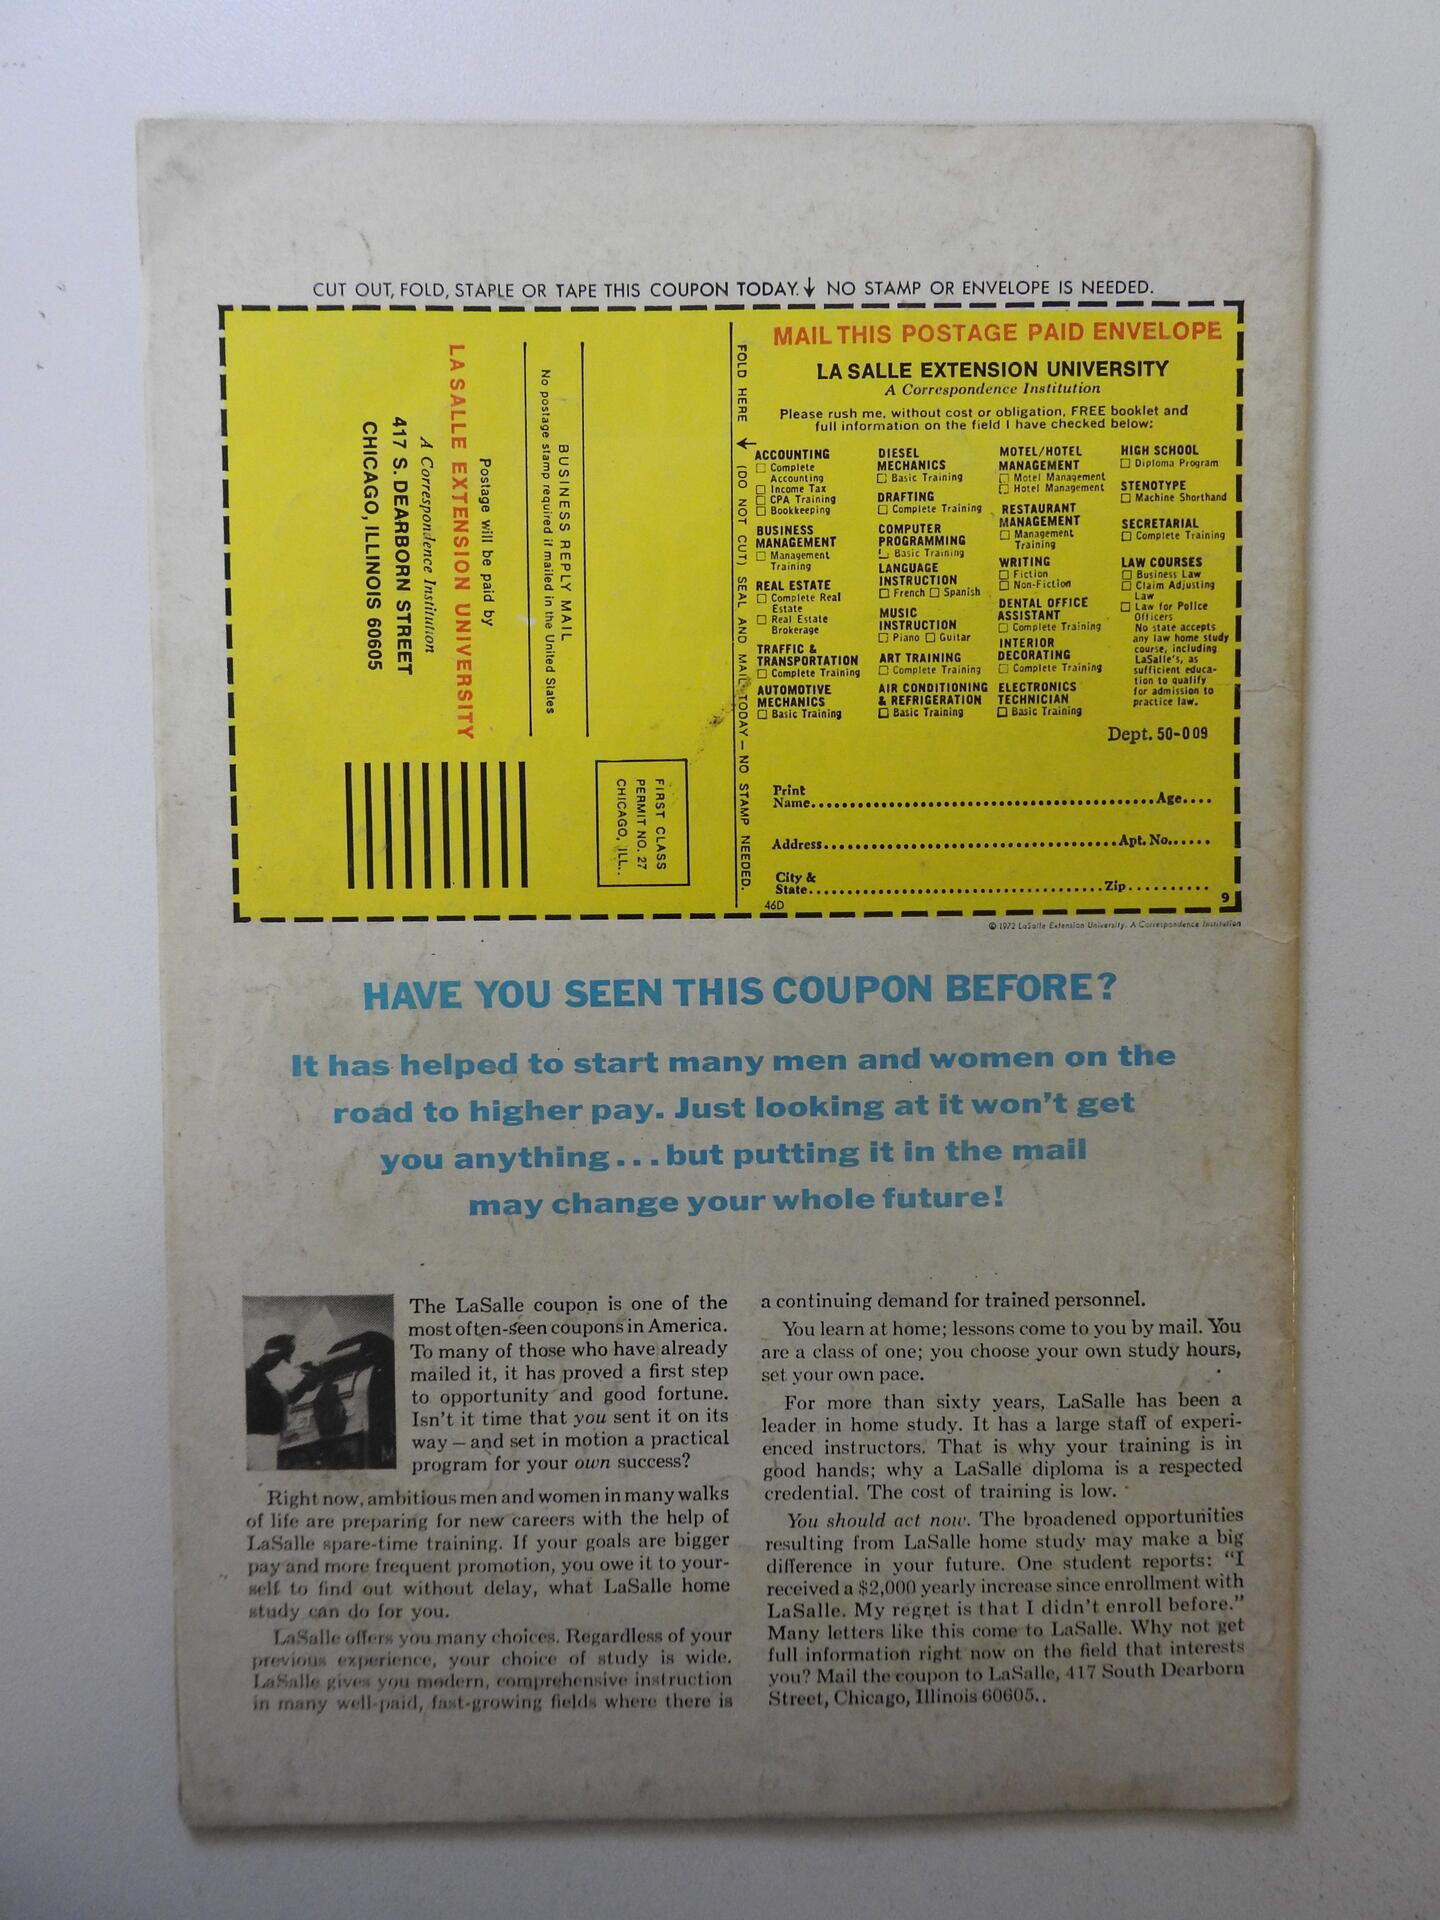 CUT OUT, FOLD, STAPLE OR TAPE THIS COUPON TODAY. ↓ NO STAMP OR ENVELOPE IS NEEDED.
BUSINESS REPLY MAIL
No postage stamp required if mailed in the United States
Postage will be paid by
LA SALLE EXTENSION UNIVERSITY
A Correspondence Institution
417 S. DEARBORN STREET
CHICAGO, ILLINOIS 60605
FIRST CLASS
PERMIT NO. 27
CHICAGO, ILL..
FOLD HERE ↓ (DO NOT CUT) SEAL AND MAIL TODAY — NO STAMP NEEDED.
MAIL THIS POSTAGE PAID ENVELOPE
LA SALLE EXTENSION UNIVERSITY
A Correspondence Institution
Please rush me, without cost or obligation, FREE booklet and
full information on the field I have checked below:
ACCOUNTING
☐ Complete
Accounting
☐ Income Tax
☐ CPA Training
☐ Bookkeeping
BUSINESS
MANAGEMENT
☐ Management
Training
REAL ESTATE
☐ Complete Real
Estate
☐ Real Estate
Brokerage
TRAFFIC &
TRANSPORTATION
☐ Complete Training
AUTOMOTIVE
MECHANICS
☐ Basic Training
DIESEL
MECHANICS
☐ Basic Training
DRAFTING
☐ Complete Training
COMPUTER
PROGRAMMING
☐ Basic Training
LANGUAGE
INSTRUCTION
☐ French ☐ Spanish
MUSIC
INSTRUCTION
☐ Piano ☐ Guitar
ART TRAINING
☐ Complete Training
AIR CONDITIONING
& REFRIGERATION
☐ Basic Training
MOTEL/HOTEL
MANAGEMENT
☐ Motel Management
☐ Hotel Management
RESTAURANT
MANAGEMENT
☐ Management
Training
WRITING
☐ Fiction
☐ Non-Fiction
DENTAL OFFICE
ASSISTANT
☐ Complete Training
INTERIOR
DECORATING
☐ Complete Training
ELECTRONICS
TECHNICIAN
☐ Basic Training
HIGH SCHOOL
☐ Diploma Program
STENOTYPE
☐ Machine Shorthand
SECRETARIAL
☐ Complete Training
LAW COURSES
☐ Business Law
☐ Claim Adjusting
Law
☐ Law for Police
Officers
No state accepts
any law home study
course, including
LaSalle's, as
sufficient educa-
tion to qualify
for admission to
practice law.
Dept. 50-009
Print
Name.............................................Age....
Address.......................................Apt. No......
City &
State.......................................Zip..........
46D
9
© 1972 LaSalle Extension University. A Correspondence Institution
HAVE YOU SEEN THIS COUPON BEFORE?
It has helped to start many men and women on the
road to higher pay. Just looking at it won't get
you anything...but putting it in the mail
may change your whole future!
The LaSalle coupon is one of the
most often-seen coupons in America.
To many of those who have already
mailed it, it has proved a first step
to opportunity and good fortune.
Isn't it time that you sent it on its
way — and set in motion a practical
program for your own success?
Right now, ambitious men and women in many walks
of life are preparing for new careers with the help of
LaSalle spare-time training. If your goals are bigger
pay and more frequent promotion, you owe it to your-
self to find out without delay, what LaSalle home
study can do for you.
LaSalle offers you many choices. Regardless of your
previous experience, your choice of study is wide.
LaSalle gives you modern, comprehensive instruction
in many well-paid, fast-growing fields where there is
a continuing demand for trained personnel.
You learn at home; lessons come to you by mail. You
are a class of one; you choose your own study hours,
set your own pace.
For more than sixty years, LaSalle has been a
leader in home study. It has a large staff of experi-
enced instructors. That is why your training is in
good hands; why a LaSalle diploma is a respected
credential. The cost of training is low.
You should act now. The broadened opportunities
resulting from LaSalle home study may make a big
difference in your future. One student reports: "I
received a $2,000 yearly increase since enrollment with
LaSalle. My regret is that I didn't enroll before."
Many letters like this come to LaSalle. Why not get
full information right now on the field that interests
you? Mail the coupon to LaSalle, 417 South Dearborn
Street, Chicago, Illinois 60605..